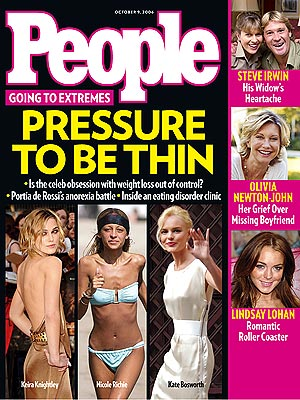 OCTOBER 9, 2006
People
GOING TO EXTREMES
PRESSURE
TO BE THIN
• Is the celeb obsession with weight loss out of control?
• Portia de Rossi's anorexia battle • Inside an eating disorder clinic
Keira Knightley
Nicole Richie
Kate Bosworth
STEVE IRWIN
His Widow's
Heartache
OLIVIA
NEWTON-JOHN
Her Grief Over
Missing Boyfriend
LINDSAY LOHAN
Romantic
Roller Coaster